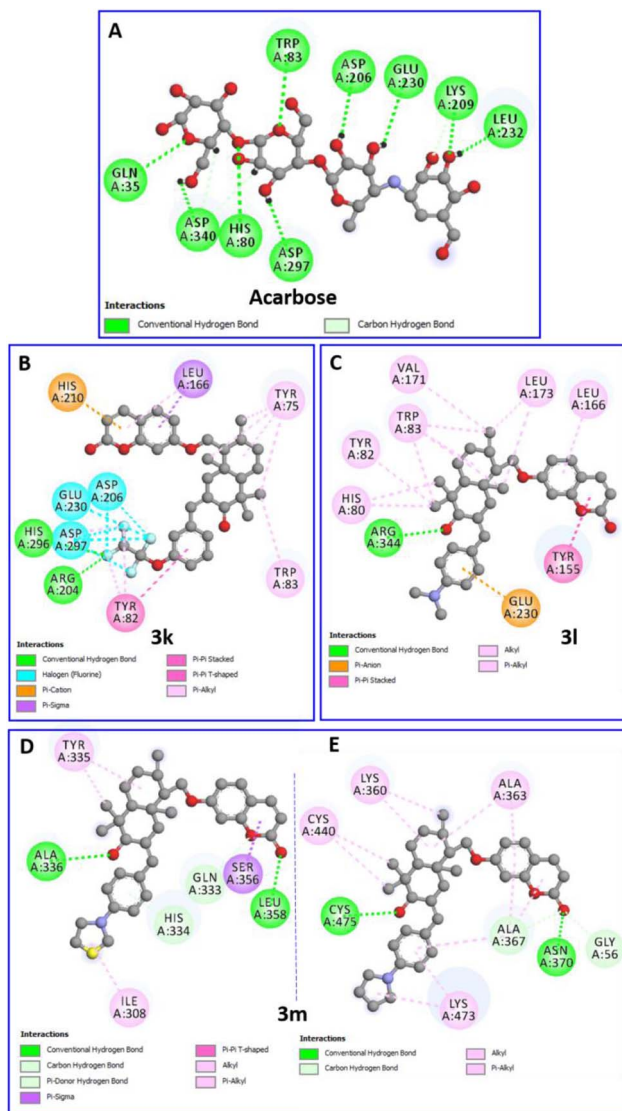 A
TRP
A:83
ASP
A:206
GLU
A:230
LYS
A:209
LEU
A:232
GLN
A:35
ASP
A:340
HIS
A:80
ASP
A:297
Acarbose
Interactions
Conventional Hydrogen Bond
Carbon Hydrogen Bond
B
HIS
A:210
LEU
A:166
TYR
A:75
GLU
A:230
ASP
A:206
HIS
A:296
ASP
A:297
ARG
A:204
TYR
A:82
TRP
A:83
3k
Interactions
Conventional Hydrogen Bond
Halogen (Fluorine)
Pi-Cation
Pi-Sigma
Pi-Pi Stacked
Pi-Pi T-shaped
Pi-Alkyl
C
VAL
A:171
TRP
A:83
LEU
A:173
LEU
A:166
TYR
A:82
HIS
A:80
ARG
A:344
TYR
A:155
GLU
A:230
3l
Interactions
Conventional Hydrogen Bond
Pi-Anion
Pi-Pi Stacked
Alkyl
Pi-Alkyl
D
TYR
A:335
ALA
A:336
GLN
A:333
SER
A:356
HIS
A:334
LEU
A:358
ILE
A:308
E
LYS
A:360
ALA
A:363
CYS
A:440
CYS
A:475
ALA
A:367
ASN
A:370
GLY
A:56
LYS
A:473
3m
Interactions
Conventional Hydrogen Bond
Carbon Hydrogen Bond
Pi-Donor Hydrogen Bond
Pi-Sigma
Pi-Pi T-shaped
Alkyl
Pi-Alkyl
Interactions
Conventional Hydrogen Bond
Carbon Hydrogen Bond
Alkyl
Pi-Alkyl